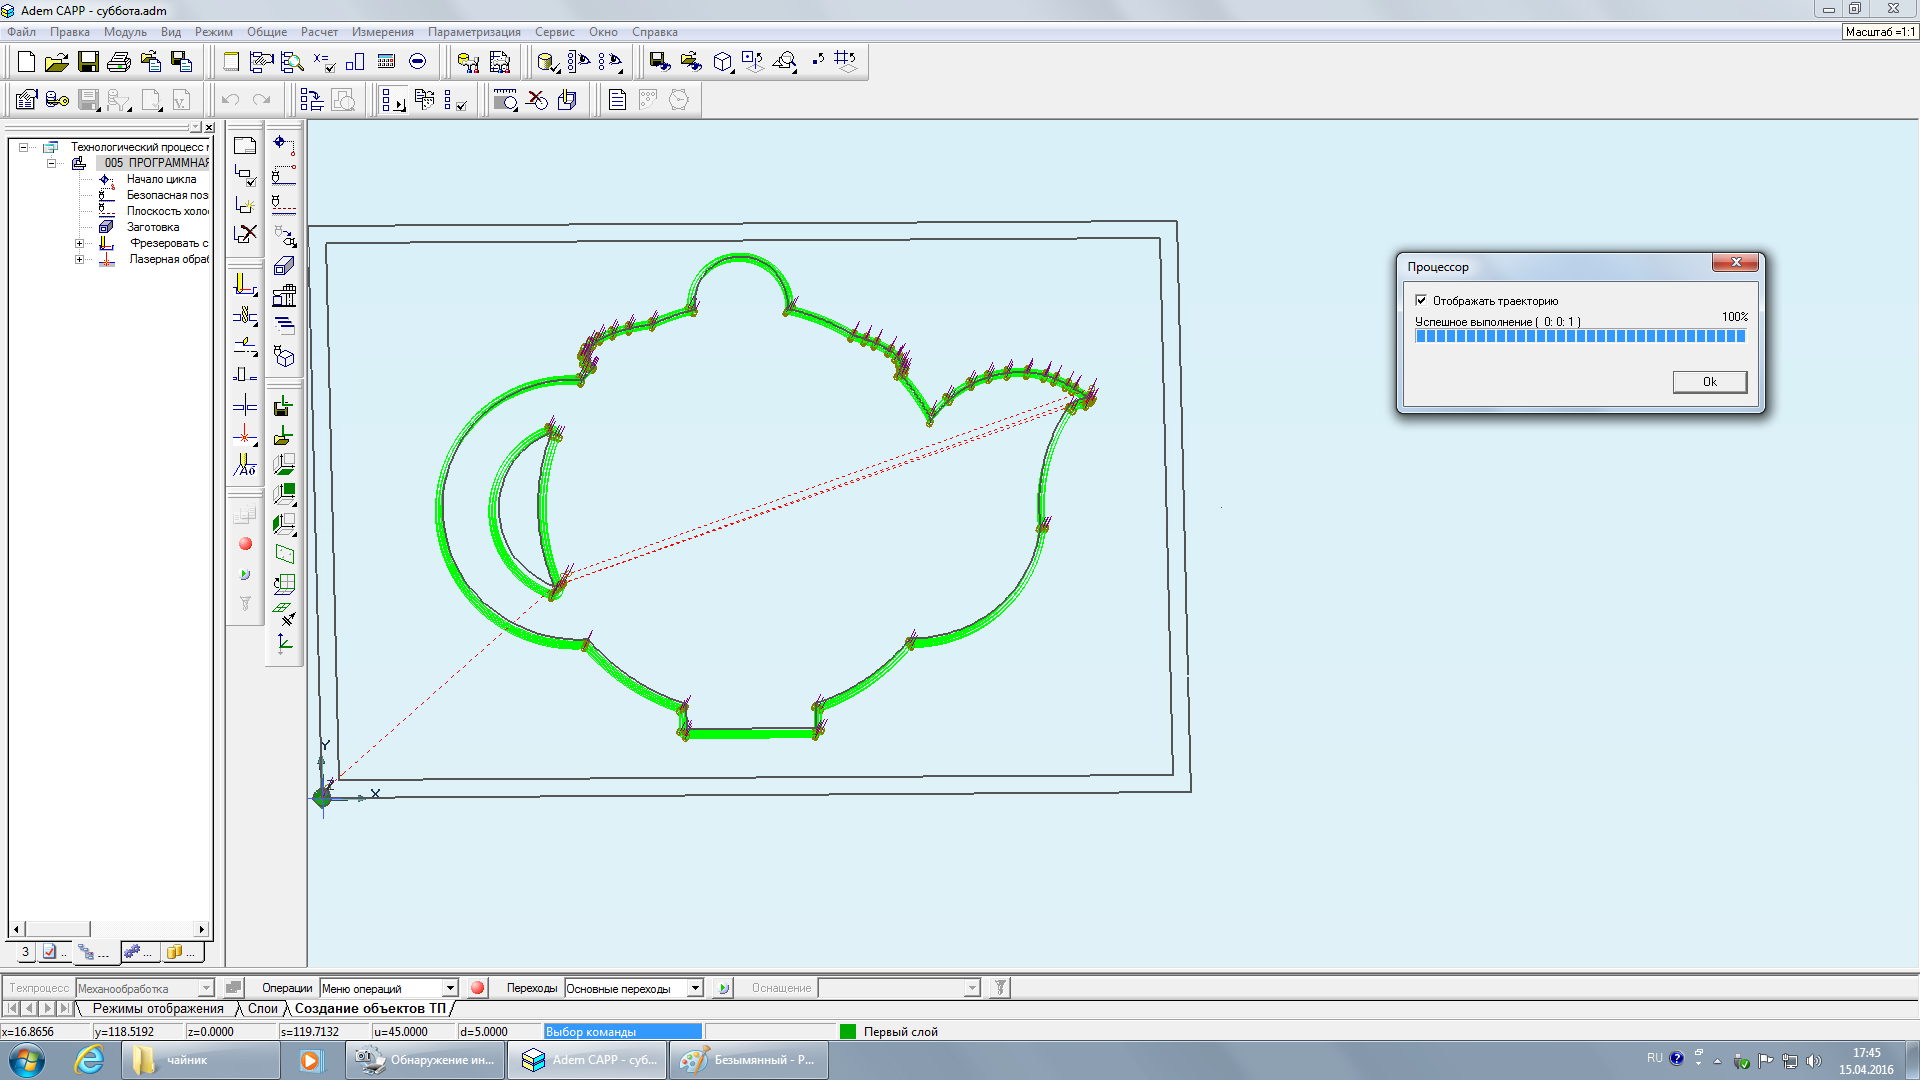 Adem CAPP - суббота.adm
Файл Правка Модуль Вид Режим Общие Расчет Измерения Параметризация Сервис Окно Справка
Масштаб =1:1
Технологический процесс
005 ПРОГРАММНАЯ
Начало цикла
Безопасная поз
Плоскость холо
Заготовка
Фрезеровать с
Лазерная обраб
Процессор
Отображать траекторию
Успешное выполнение ( 0: 0: 1 )
100%
Ok
Y
Z
X
3 .. ... ... ...
Техпроцесс Механообработка Операции Меню операций Переходы Основные переходы Оснащение
Режимы отображения Слои Создание объектов ТП
x=16.8656 y=118.5192 z=0.0000 s=119.7132 u=45.0000 d=5.0000 Выбор команды Первый слой
чайник Обнаружение ин... Adem CAPP - суб... Безымянный - P...
RU
17:45
15.04.2016